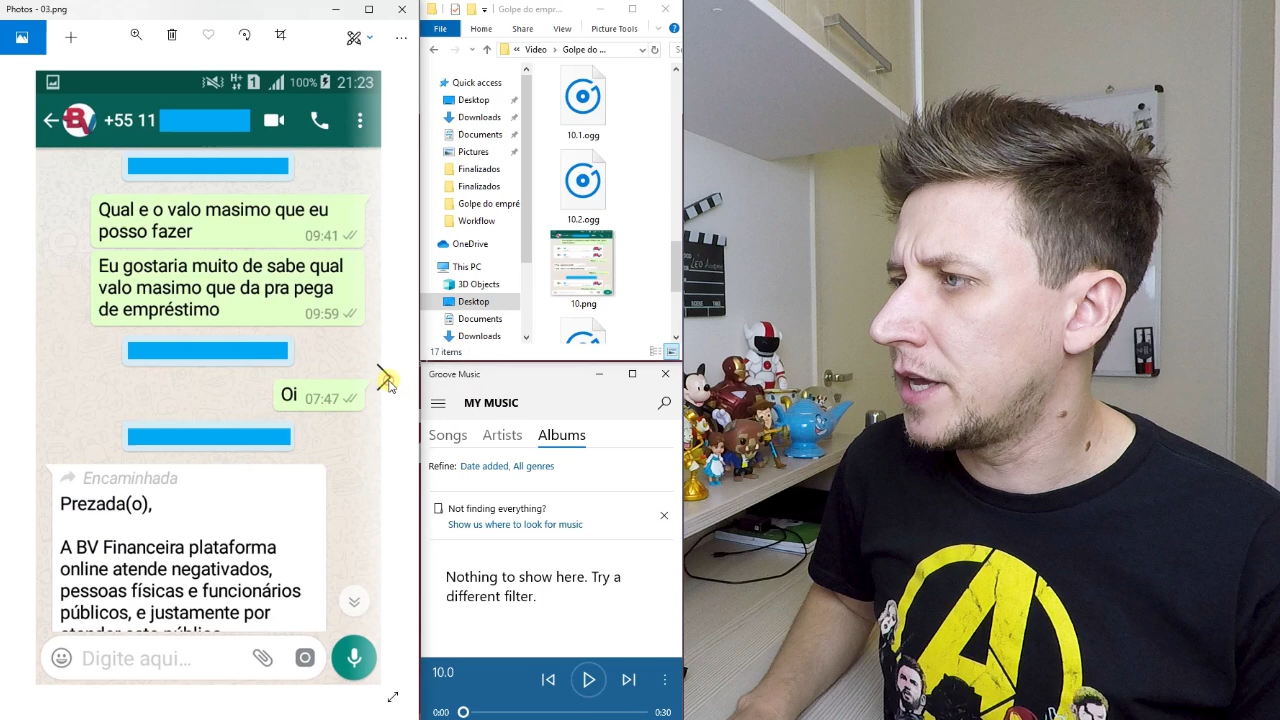 Photos - 03.png
H+
1
100%
21:23
BV
+55 11
Qual e o valo masimo que eu
posso fazer
09:41
Eu gostaria muito de sabe qual
valo masimo que da pra pega
de empréstimo
09:59
Oi
07:47
Encaminhada
Prezada(o),
A BV Financeira plataforma
online atende negativados,
pessoas físicas e funcionários
públicos, e justamente por
atender este público
Digite aqui...
Golpe do empr...
File
Home
Share
View
Picture Tools
« Video
Golpe do ...
Quick access
Desktop
Downloads
Documents
Pictures
Finalizados
Finalizados
Golpe do empré
Workflow
OneDrive
This PC
3D Objects
Desktop
Documents
Downloads
10.1.ogg
10.2.ogg
10.png
17 items
Groove Music
MY MUSIC
Songs
Artists
Albums
Refine: Date added, All genres
Not finding everything?
Show us where to look for music
Nothing to show here. Try a
different filter.
10.0
0:00
0:30